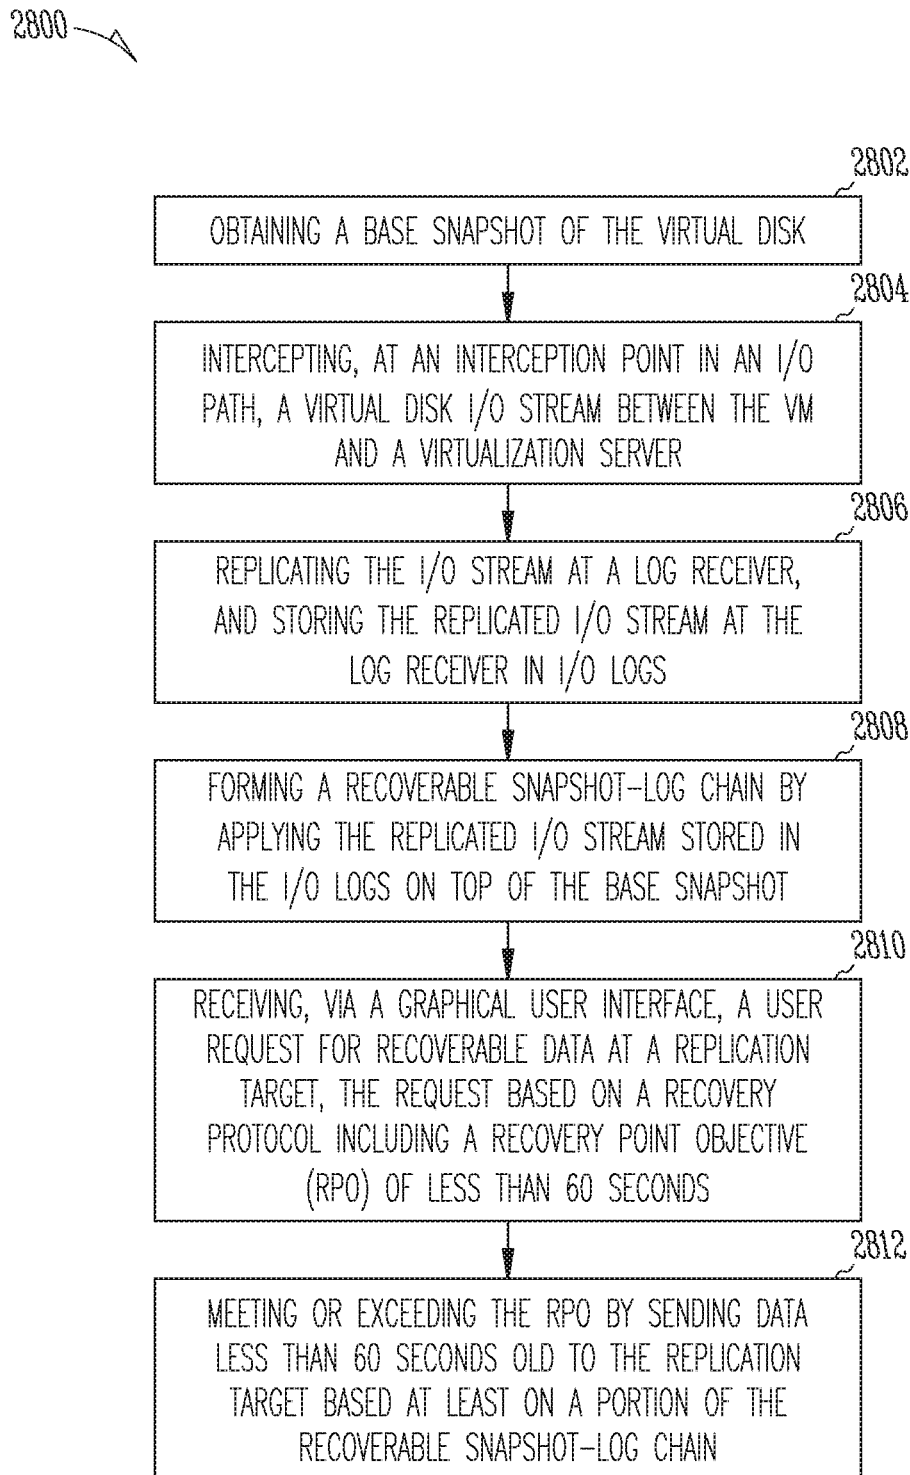 2800
2802
OBTAINING A BASE SNAPSHOT OF THE VIRTUAL DISK
2804
INTERCEPTING, AT AN INTERCEPTION POINT IN AN I/O
PATH, A VIRTUAL DISK I/O STREAM BETWEEN THE VM
AND A VIRTUALIZATION SERVER
2806
REPLICATING THE I/O STREAM AT A LOG RECEIVER,
AND STORING THE REPLICATED I/O STREAM AT THE
LOG RECEIVER IN I/O LOGS
2808
FORMING A RECOVERABLE SNAPSHOT-LOG CHAIN BY
APPLYING THE REPLICATED I/O STREAM STORED IN
THE I/O LOGS ON TOP OF THE BASE SNAPSHOT
2810
RECEIVING, VIA A GRAPHICAL USER INTERFACE, A USER
REQUEST FOR RECOVERABLE DATA AT A REPLICATION
TARGET, THE REQUEST BASED ON A RECOVERY
PROTOCOL INCLUDING A RECOVERY POINT OBJECTIVE
(RPO) OF LESS THAN 60 SECONDS
2812
MEETING OR EXCEEDING THE RPO BY SENDING DATA
LESS THAN 60 SECONDS OLD TO THE REPLICATION
TARGET BASED AT LEAST ON A PORTION OF THE
RECOVERABLE SNAPSHOT-LOG CHAIN